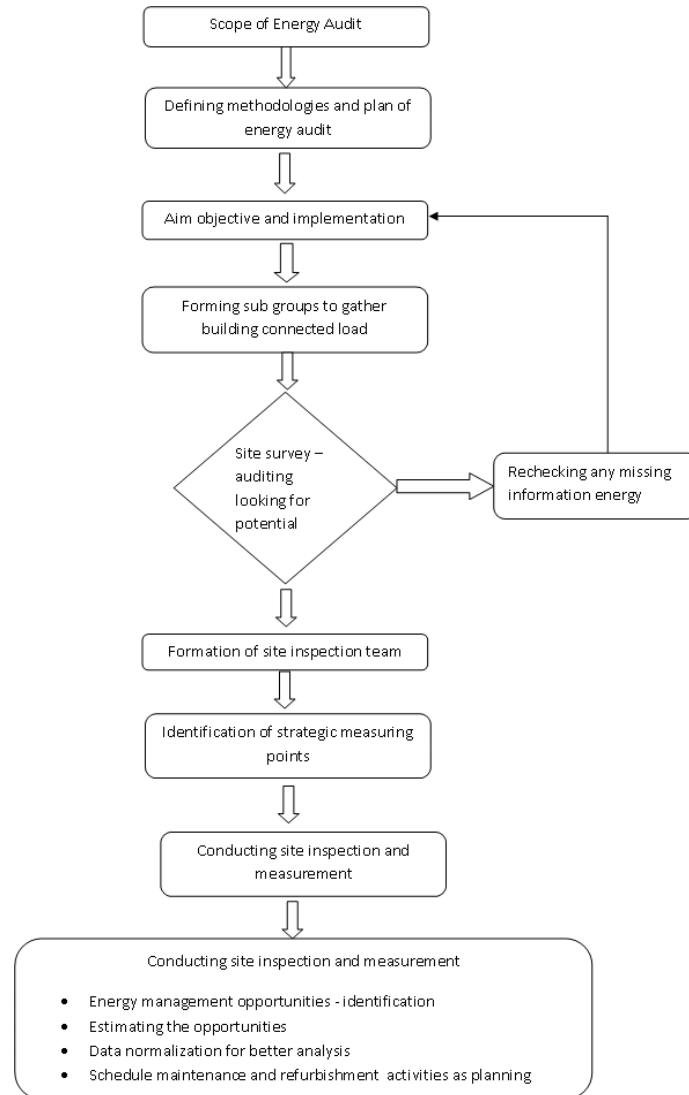 Scope of Energy Audit
Defining methodologies and plan of
energy audit
Aim objective and implementation
Forming sub groups to gather
building connected load
Site survey –
auditing
looking for
potential
Rechecking any missing
information energy
Formation of site inspection team
Identification of strategic measuring
points
Conducting site inspection and
measurement
Conducting site inspection and measurement
• Energy management opportunities - identification
• Estimating the opportunities
• Data normalization for better analysis
• Schedule maintenance and refurbishment activities as planning